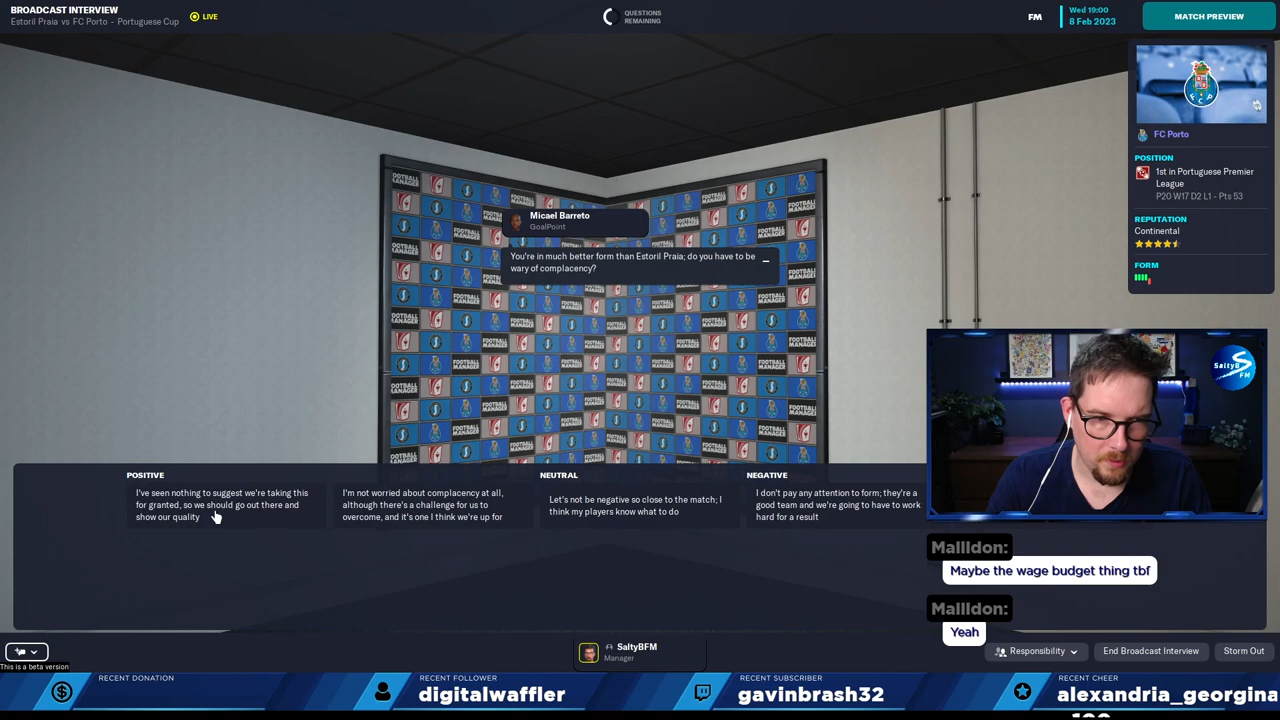 BROADCAST INTERVIEW
Estoril Praia vs FC Porto - Portuguese Cup
LIVE
QUESTIONS
REMAINING
FM
Wed 19:00
8 Feb 2023
MATCH PREVIEW
FC Porto
POSITION
1st in Portuguese Premier
League
P20 W17 D2 L1 - Pts 53
REPUTATION
Continental
FORM
Micael Barreto
GoalPoint
You're in much better form than Estoril Praia; do you have to be
wary of complacency?
FOOTBALL
MANAGER
SaltyB
FM
POSITIVE
I've seen nothing to suggest we're taking this
for granted, so we should go out there and
show our quality
I'm not worried about complacency at all,
although there's a challenge for us to
overcome, and it's one I think we're up for
NEUTRAL
Let's not be negative so close to the match; I
think my players know what to do
NEGATIVE
I don't pay any attention to form; they're a
good team and we're going to have to work
hard for a result
Mallldon:
Maybe the wage budget thing tbf
Mallldon:
Yeah
SaltyBFM
Manager
Responsibility
End Broadcast Interview
Storm Out
This is a beta version
RECENT DONATION
RECENT FOLLOWER
digitalwaffler
RECENT SUBSCRIBER
gavinbrash32
RECENT CHEER
alexandria_georgina